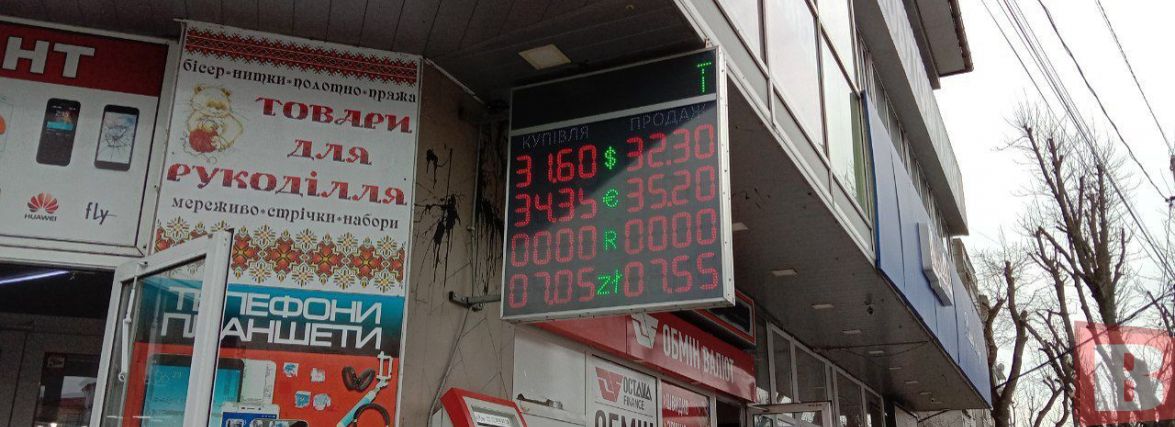 НТ
HUAWEI
fly
бісер•нитки•полотно•пряжа
ТОВАРИ
ДЛЯ
РУКОДІЛЛЯ
мереживо•стрічки•набори
ТЕЛЕФОНИ
ПЛАНШЕТИ
Т
КУПІВЛЯ ПРОДАЖ
31.60 $ 32.30
34.35 € 35.20
0000 R 0000
07.05 zł 07.55
ОБМІН ВАЛЮТ
ОСТАНА
FINANCE
ОБМІН
B